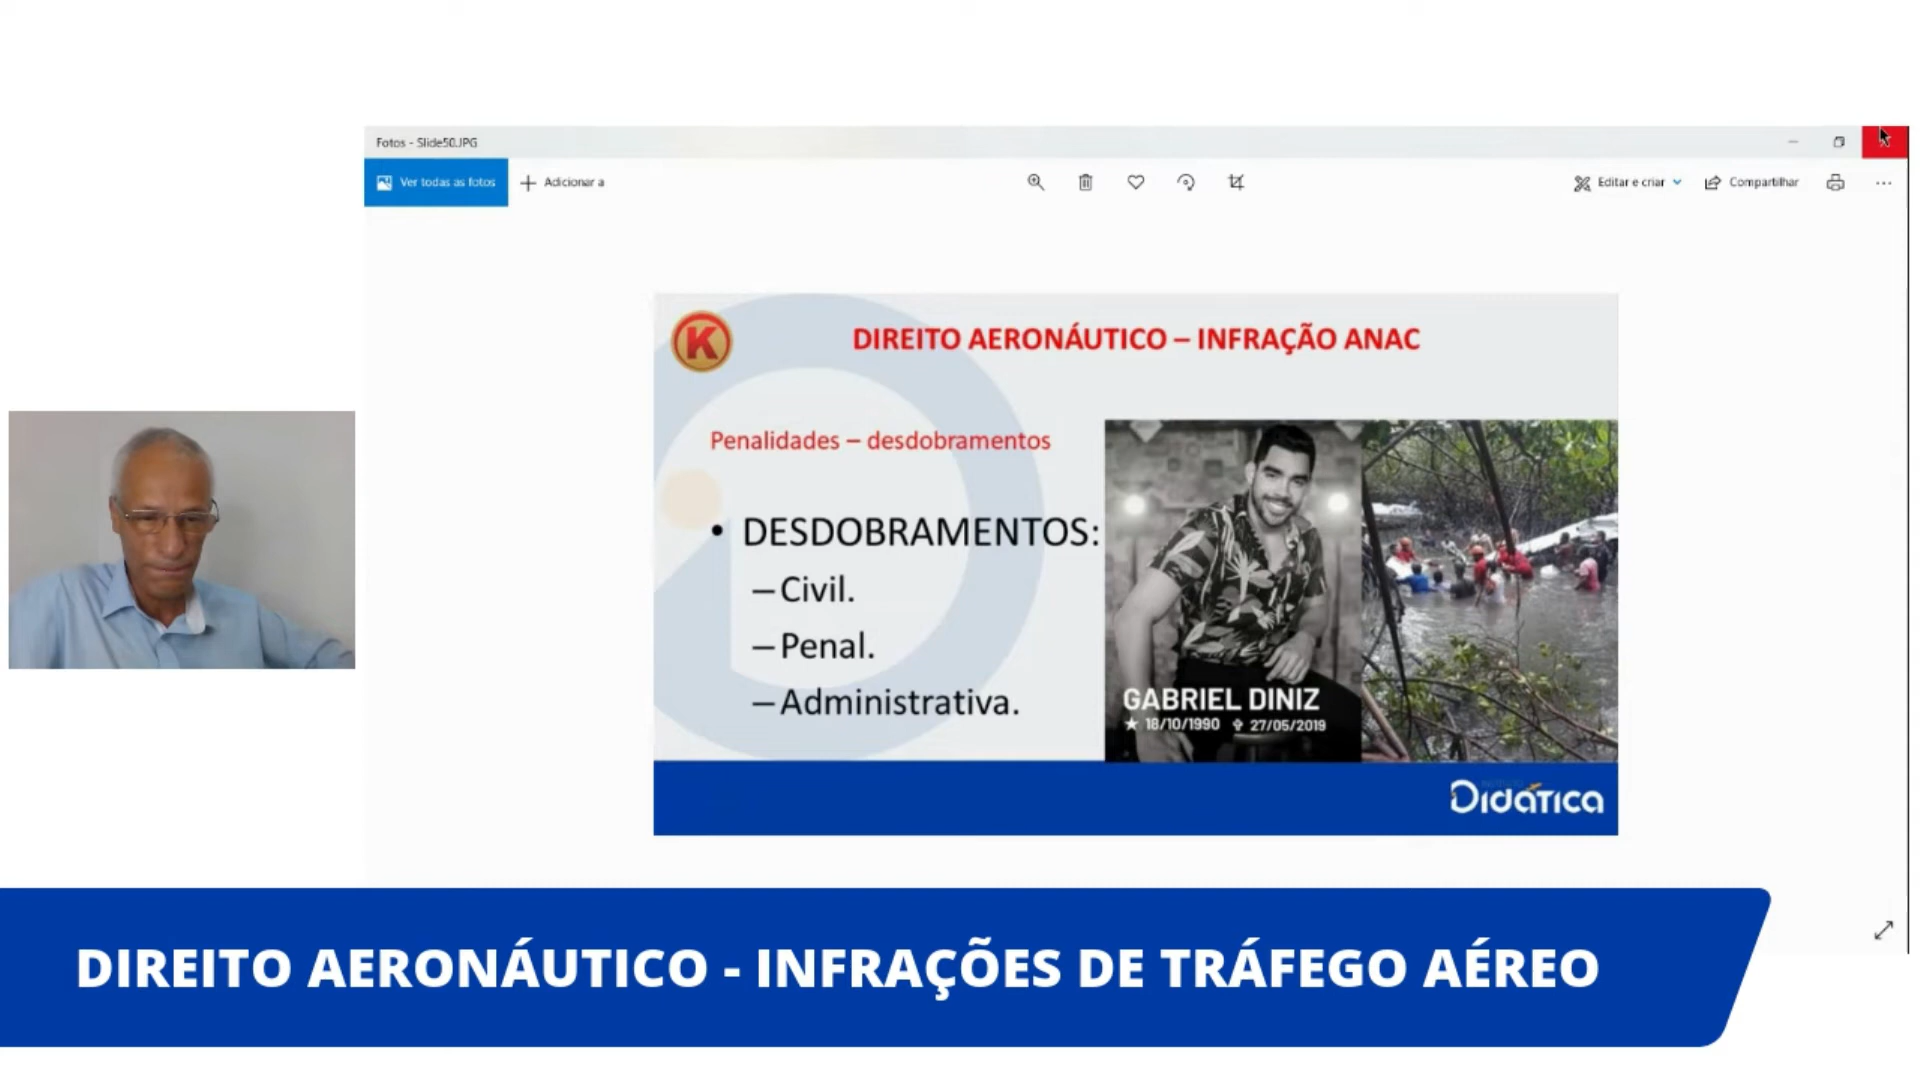 Fotos - Slide50.JPG
Ver todas as fotos
Adicionar a
Editar e criar
Compartilhar
K
DIREITO AERONÁUTICO – INFRAÇÃO ANAC
Penalidades – desdobramentos
• DESDOBRAMENTOS:
– Civil.
– Penal.
– Administrativa.
GABRIEL DINIZ
★ 18/10/1990 ✞ 27/05/2019
Didática
DIREITO AERONÁUTICO - INFRAÇÕES DE TRÁFEGO AÉREO